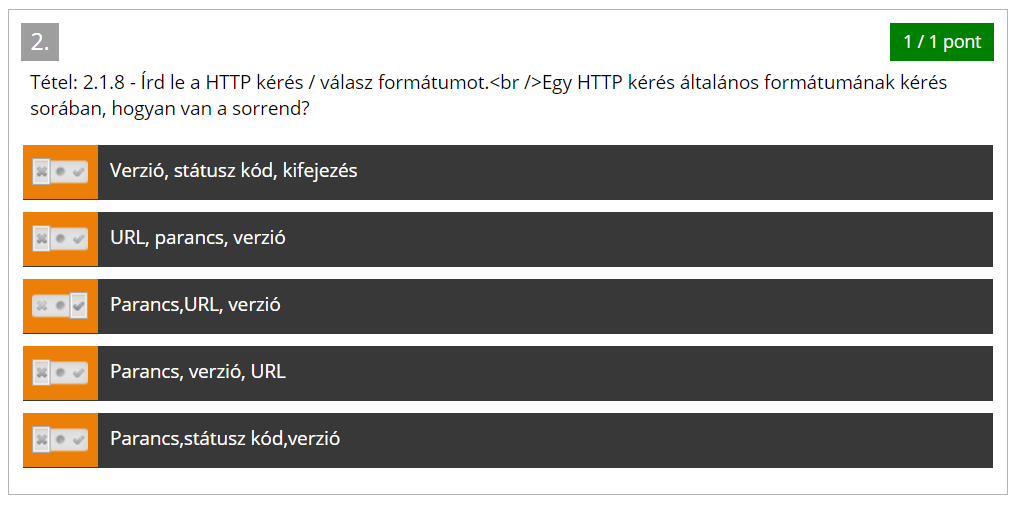 2.
1 / 1 pont
Tétel: 2.1.8 - Írd le a HTTP kérés / válasz formátumot.<br />Egy HTTP kérés általános formátumának kérés
sorában, hogyan van a sorrend?
Verzió, státusz kód, kifejezés
URL, parancs, verzió
Parancs,URL, verzió
Parancs, verzió, URL
Parancs,státusz kód,verzió